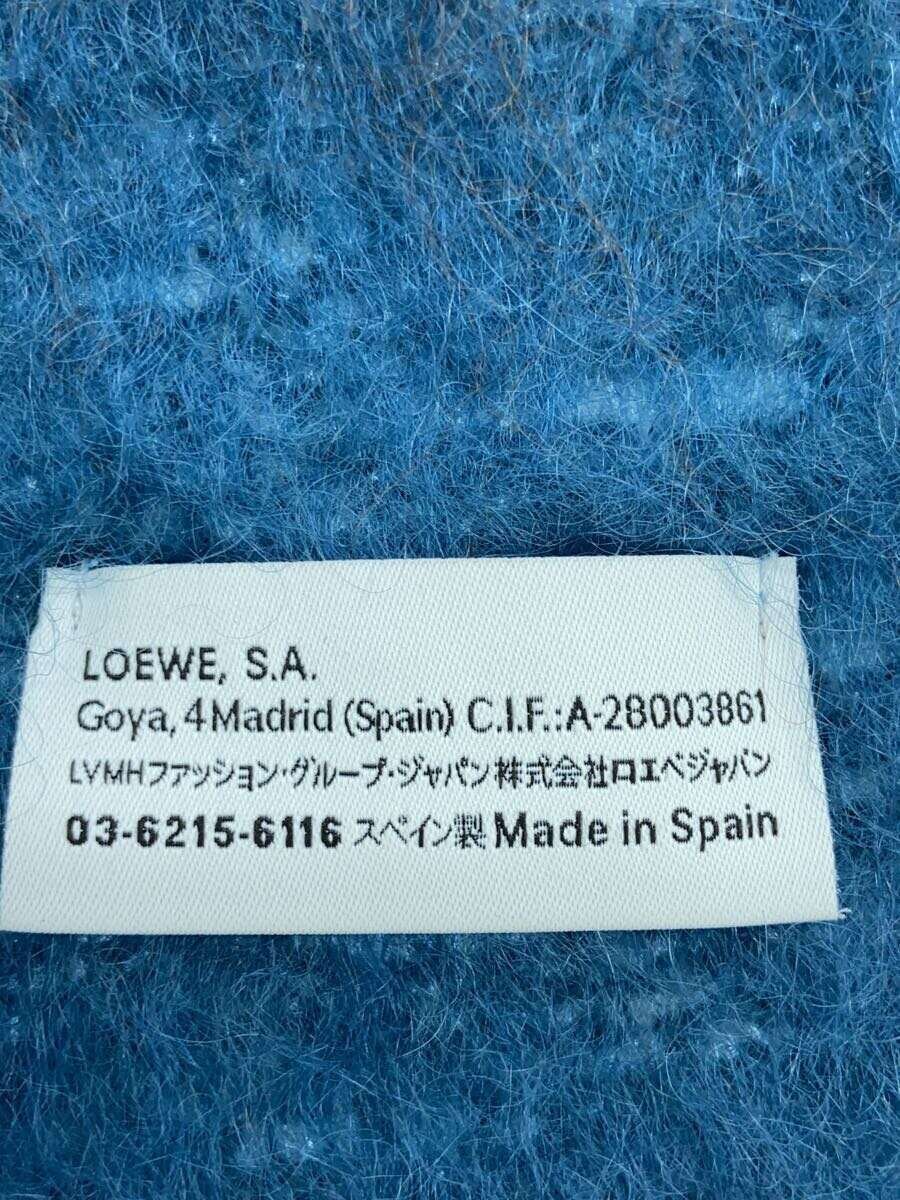 LOEWE, S.A.
Goya, 4 Madrid (Spain) C.I.F.:A-28003861
LVMHファッション・グループ・ジャパン株式会社ロエベジャパン
03-6215-6116 スペイン製 Made in Spain